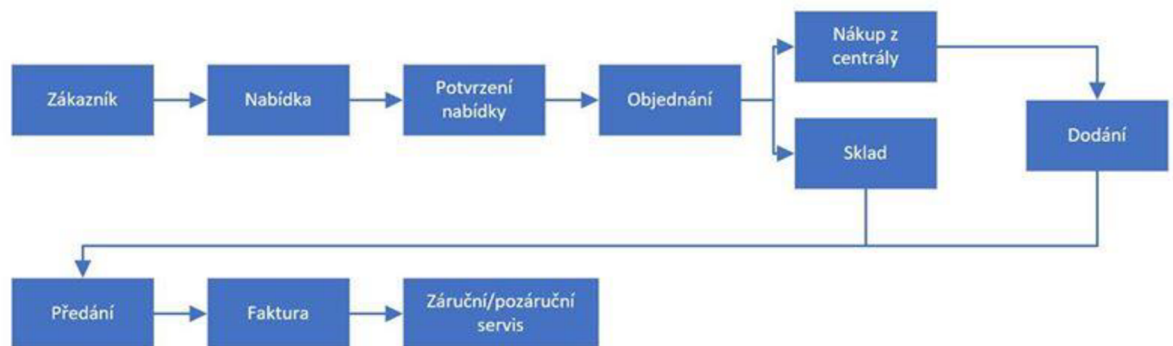 Zákazník
Nabídka
Potvrzení
nabídky
Objednání
Nákup z
centrály
Sklad
Dodání
Předání
Faktura
Záruční/pozáruční
servis